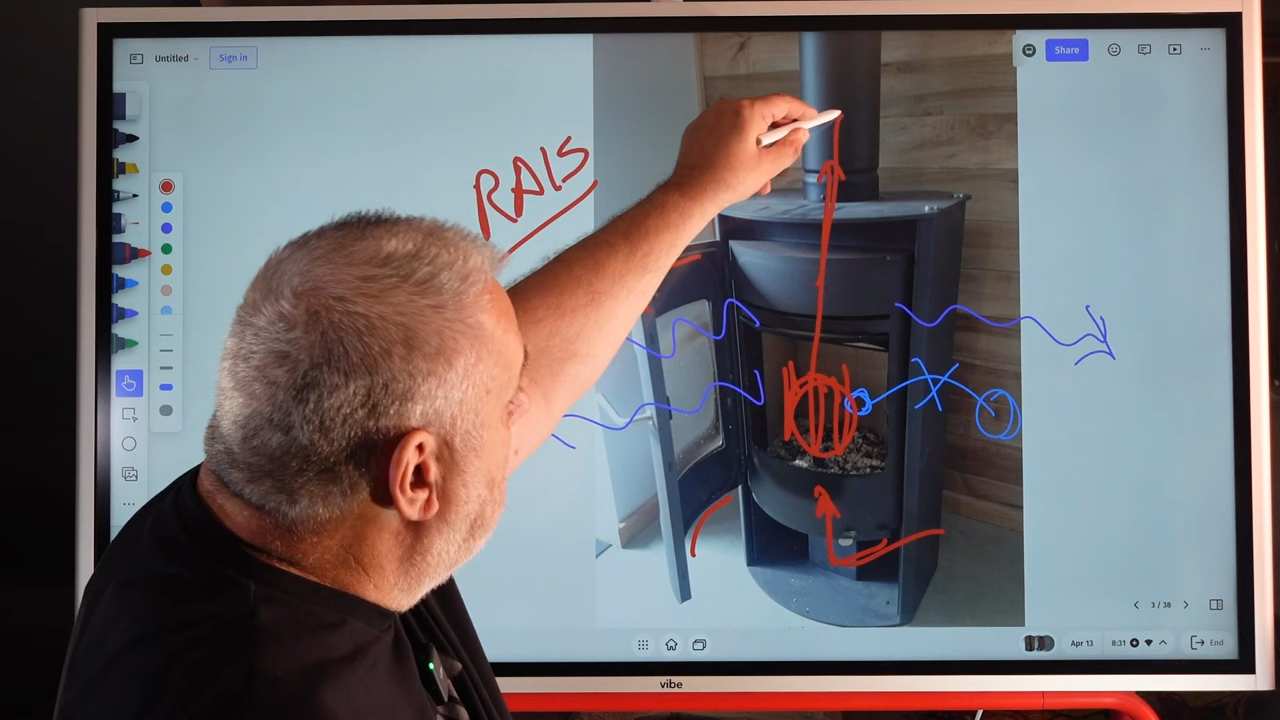 Untitled
Sign in
Share
RAIS
3 / 38
Apr 13
8:31
End
vibe